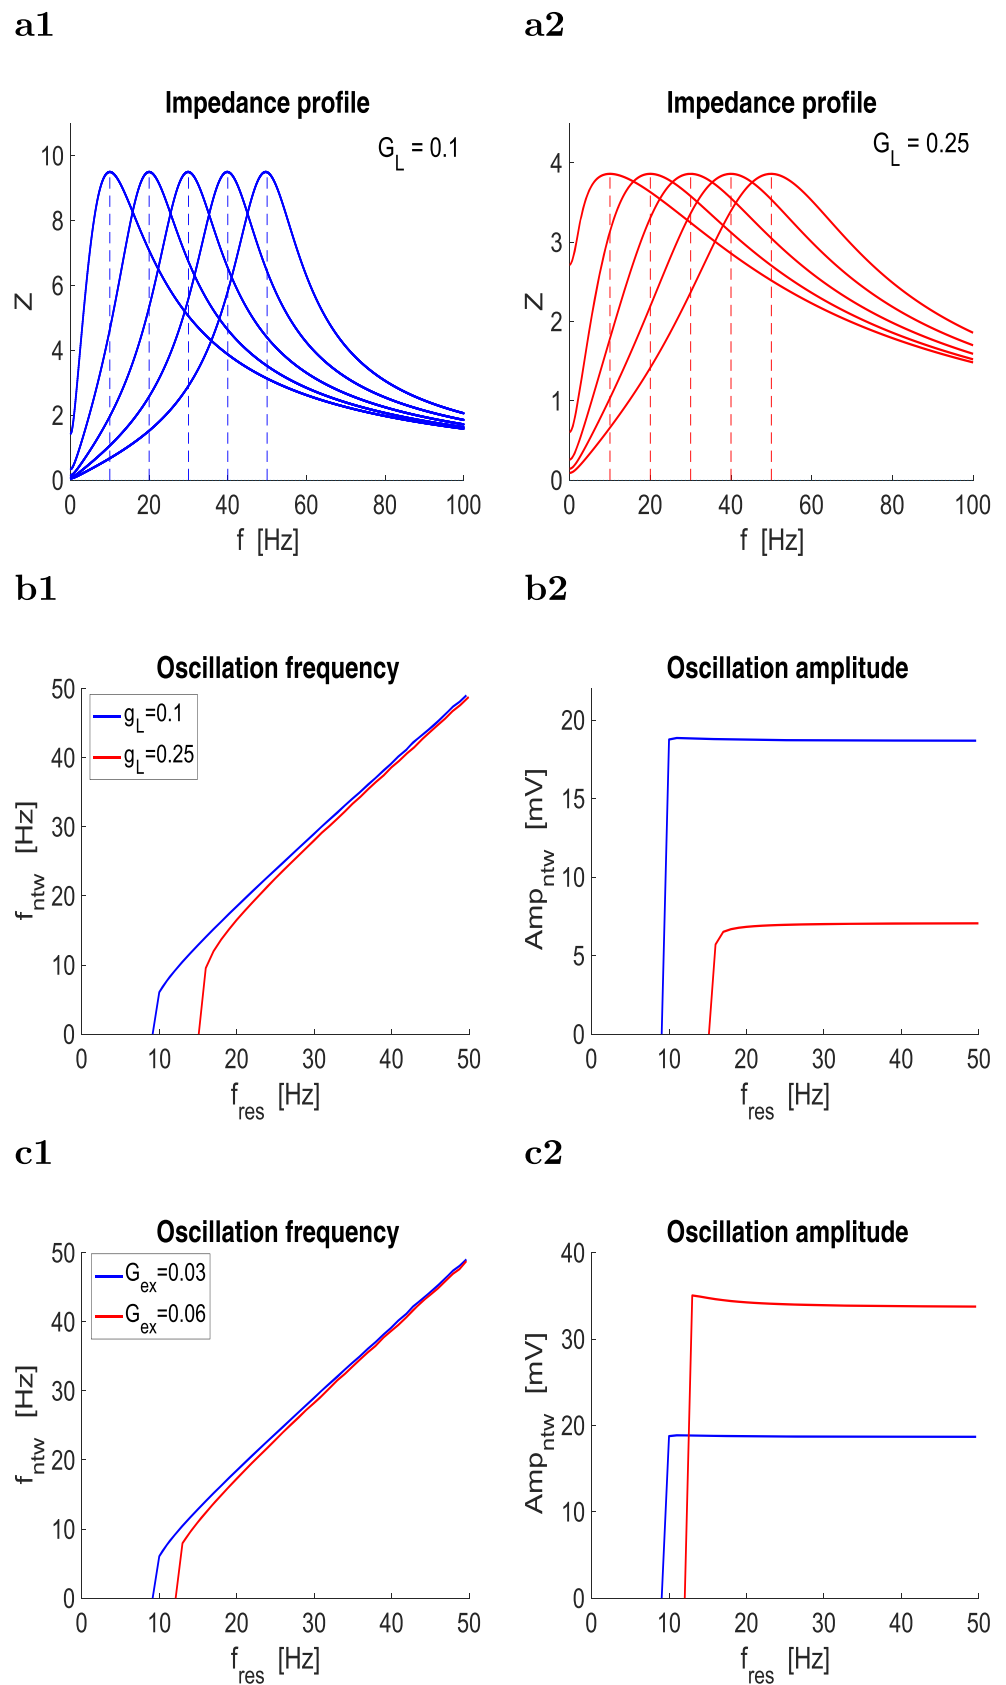 a1
Impedance profile
G_L = 0.1
10
8
6
4
2
0
Z
0 20 40 60 80 100
f [Hz]
a2
Impedance profile
G_L = 0.25
4
3
2
1
0
Z
0 20 40 60 80 100
f [Hz]
b1
Oscillation frequency
g_L=0.1
g_L=0.25
50
40
30
20
10
0
f_ntw [Hz]
0 10 20 30 40 50
f_res [Hz]
b2
Oscillation amplitude
20
15
10
5
0
Amp_ntw [mV]
0 10 20 30 40 50
f_res [Hz]
c1
Oscillation frequency
G_ex=0.03
G_ex=0.06
50
40
30
20
10
0
f_ntw [Hz]
0 10 20 30 40 50
f_res [Hz]
c2
Oscillation amplitude
40
30
20
10
0
Amp_ntw [mV]
0 10 20 30 40 50
f_res [Hz]